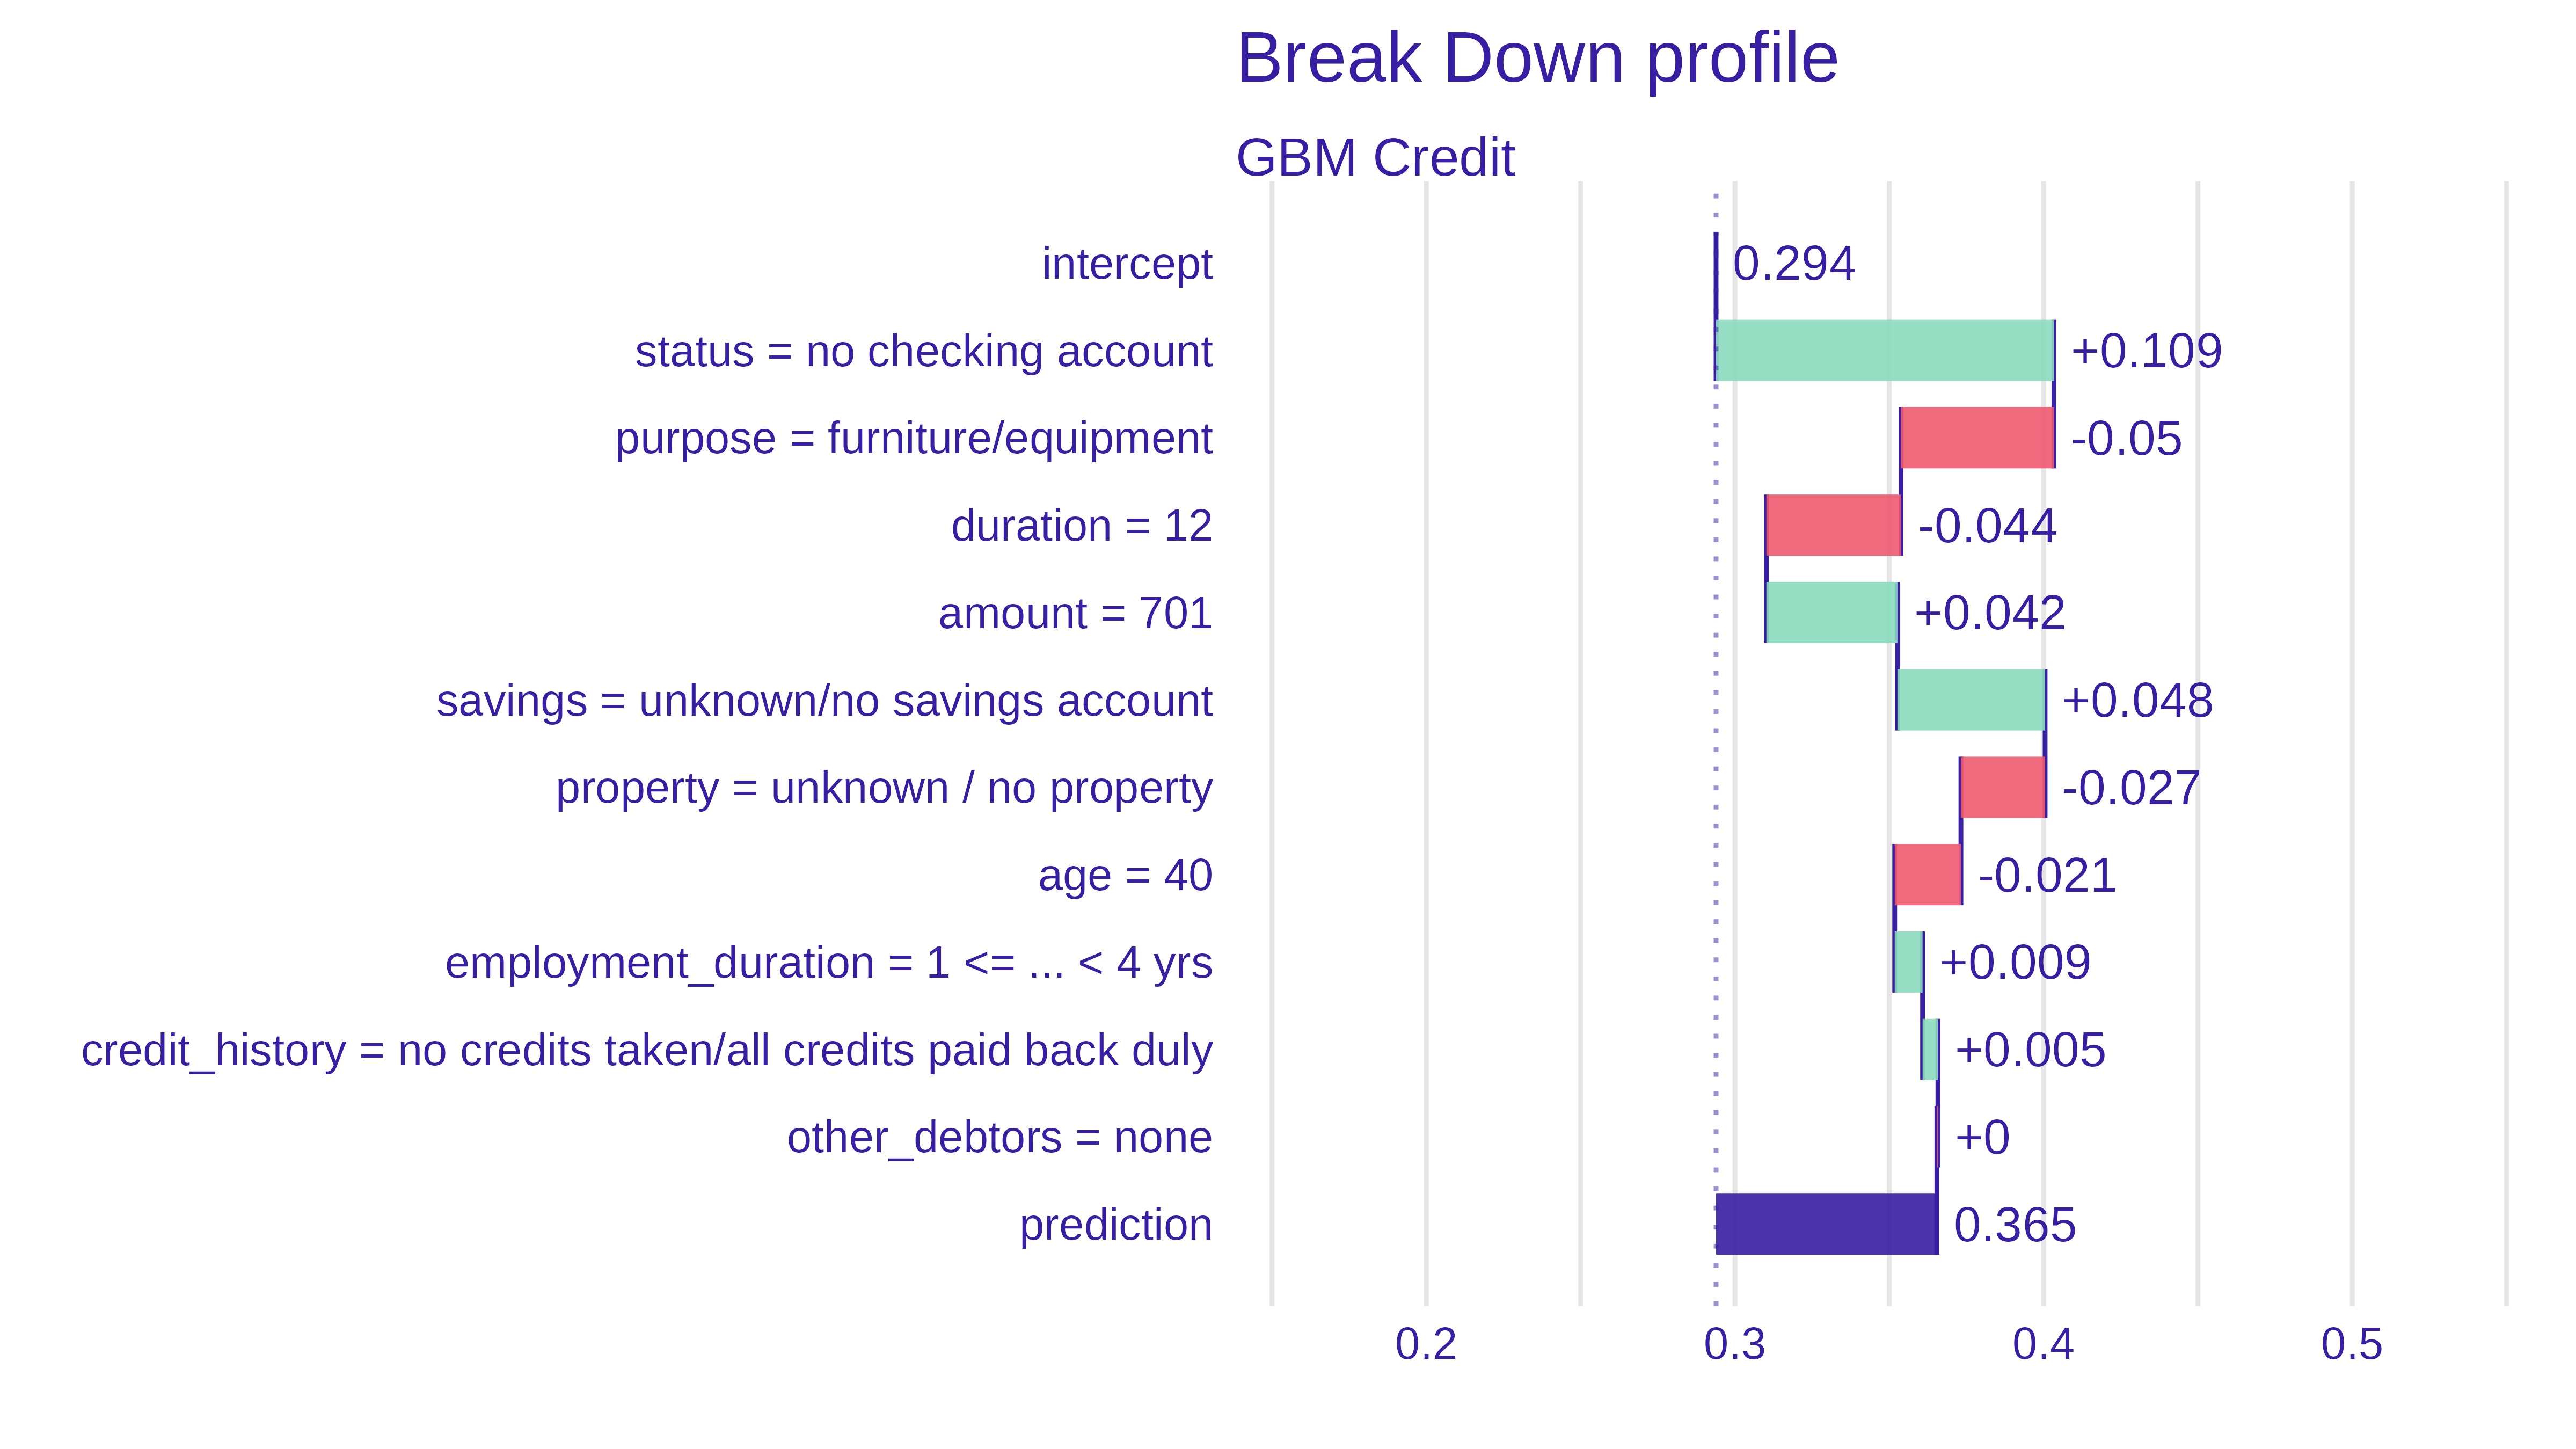 Break Down profile
GBM Credit
intercept 0.294
status = no checking account +0.109
purpose = furniture/equipment -0.05
duration = 12 -0.044
amount = 701 +0.042
savings = unknown/no savings account +0.048
property = unknown / no property -0.027
age = 40 -0.021
employment_duration = 1 <= ... < 4 yrs +0.009
credit_history = no credits taken/all credits paid back duly +0.005
other_debtors = none +0
prediction 0.365
0.2 0.3 0.4 0.5